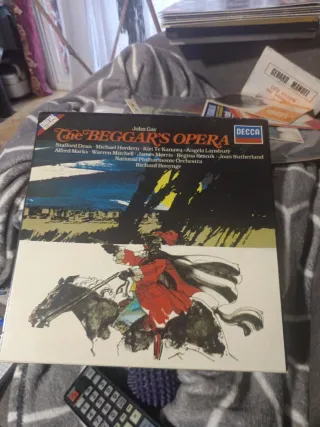 John Gay
The BEGGAR'S OPERA
DECCA
Stafford Dean · Michael Hordern · Kiri Te Kanawa · Angela Lansbury
Alfred Marks · Warren Mitchell · James Morris · Regina Resnik · Joan Sutherland
National Philharmonic Orchestra
Richard Bonynge